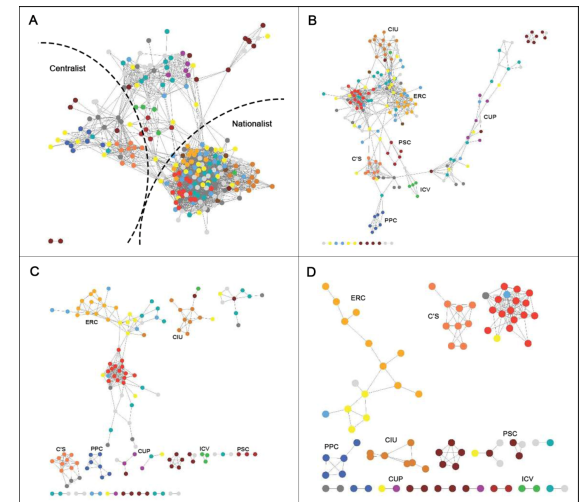 A
Centralist
Nationalist
B
CIU
ERC
CUP
PSC
C'S
ICV
PPC
C
ERC
CIU
C'S
PPC
CUP
ICV
PSC
D
ERC
C'S
PSC
PPC
CIU
CUP
ICV